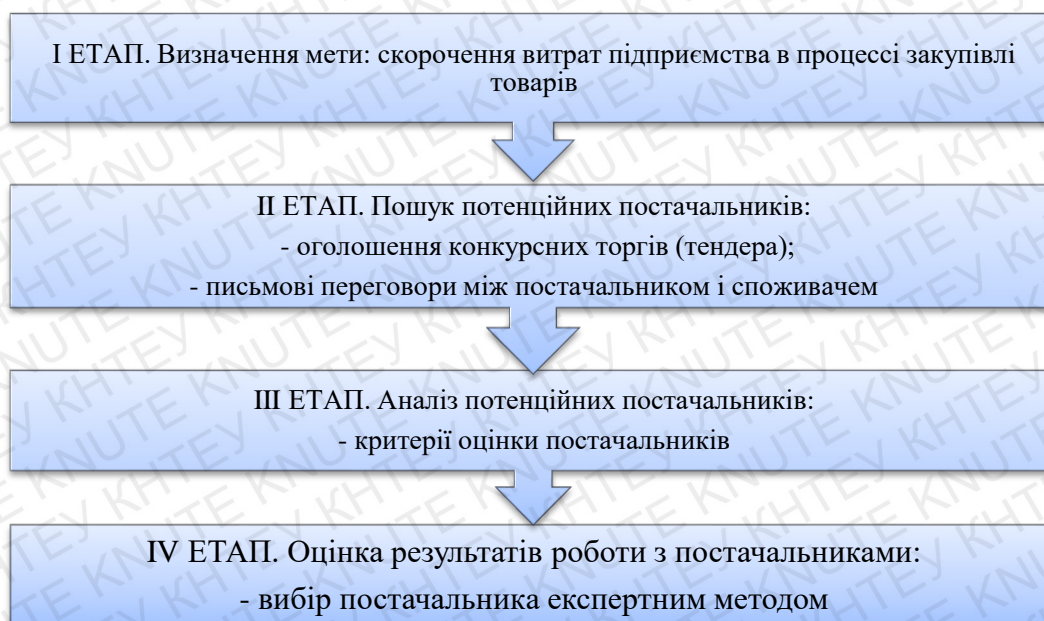 І ЕТАП. Визначення мети: скорочення витрат підприємства в процессі закупівлі
товарів
ІІ ЕТАП. Пошук потенційних постачальників:
- оголошення конкурсних торгів (тендера);
- письмові переговори між постачальником і споживачем
ІІІ ЕТАП. Аналіз потенційних постачальників:
- критерії оцінки постачальників
IV ЕТАП. Оцінка результатів роботи з постачальниками:
- вибір постачальника експертним методом